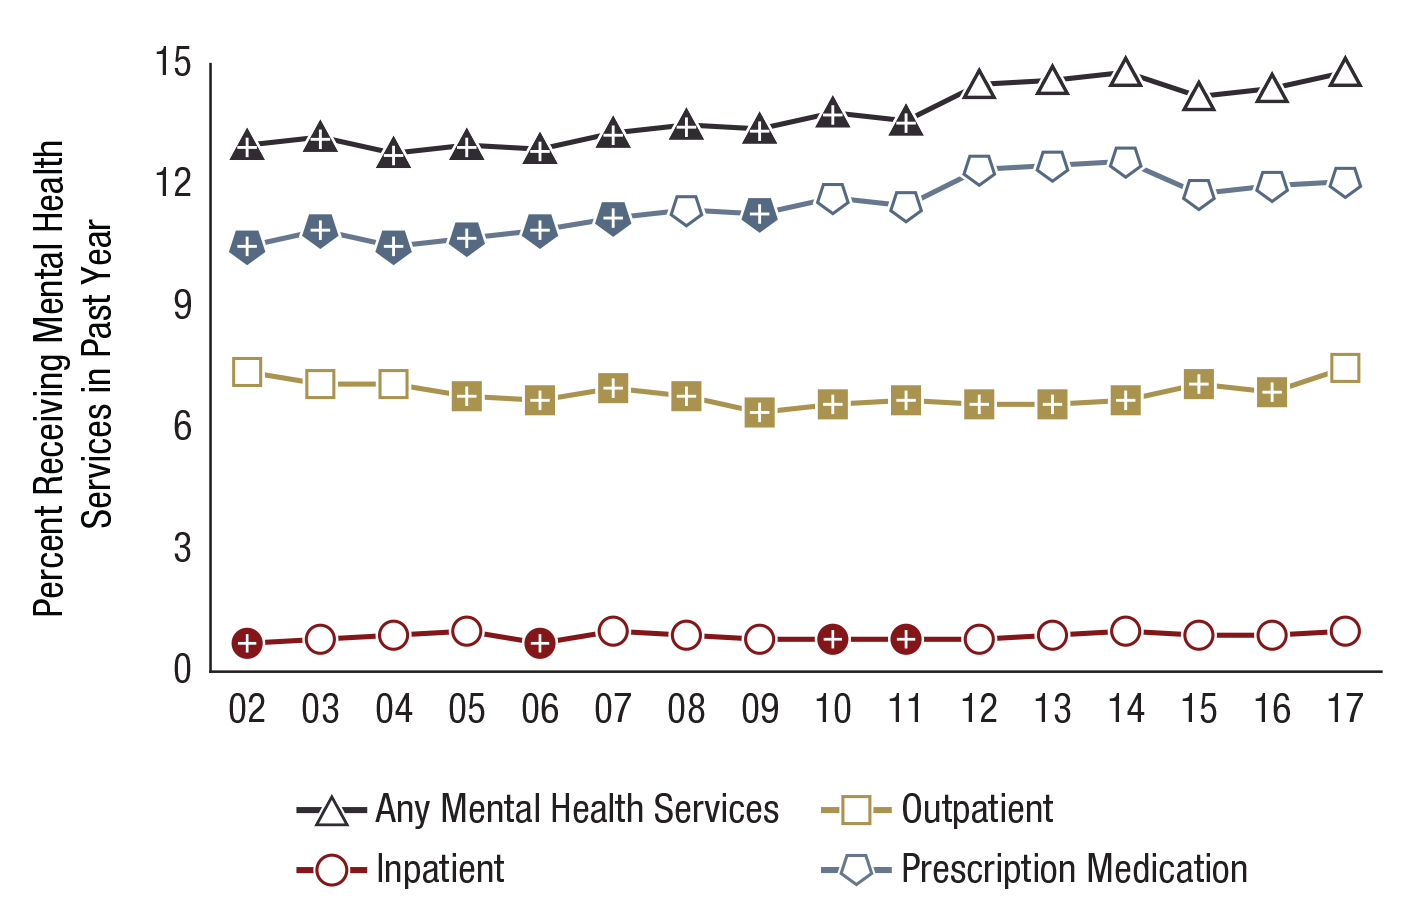 Percent Receiving Mental Health
Services in Past Year
15
12
9
6
3
0
02 03 04 05 06 07 08 09 10 11 12 13 14 15 16 17
Any Mental Health Services
Outpatient
Inpatient
Prescription Medication